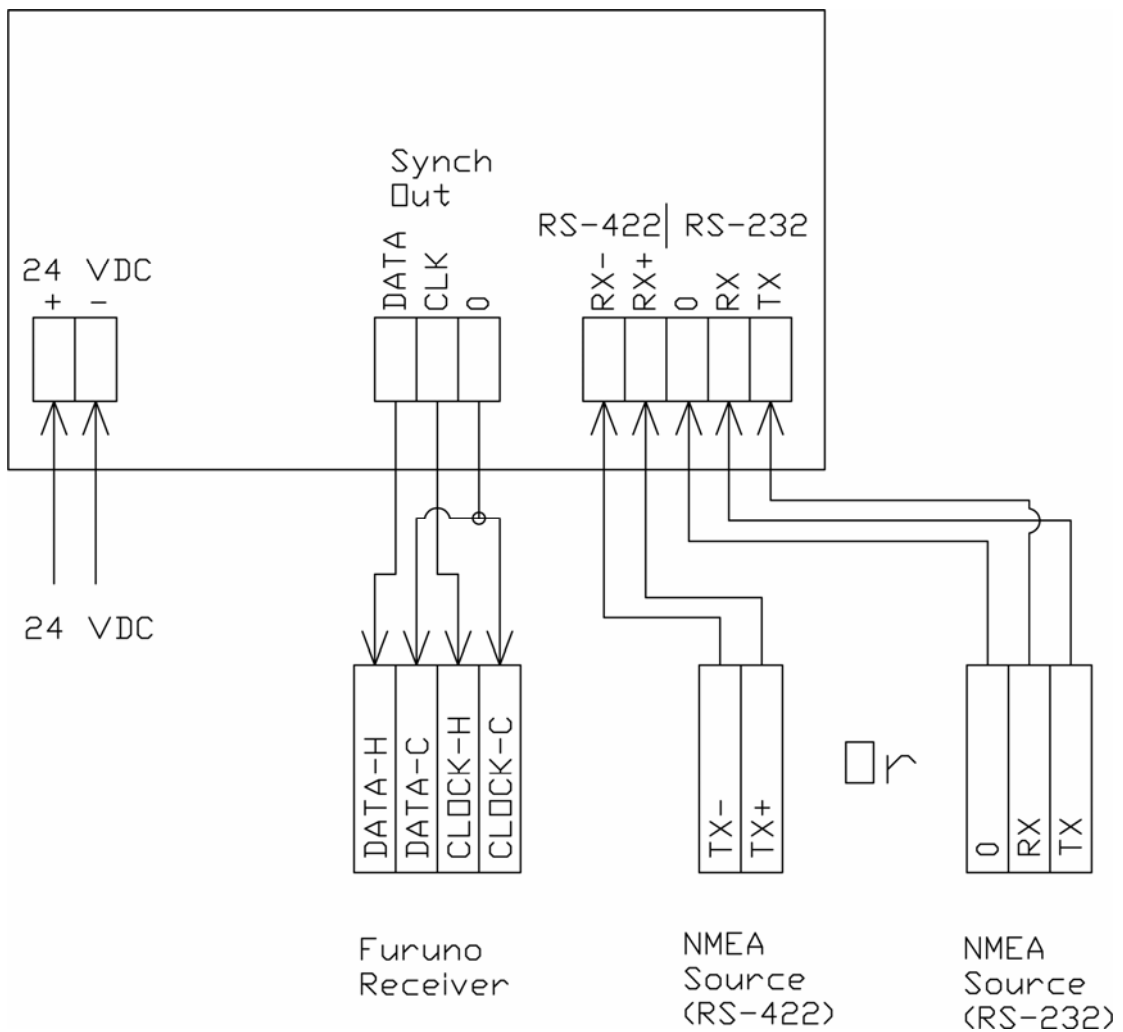 Synch
Out
RS-422 | RS-232
24 VDC
+ -
DATA
CLK
0
RX-
RX+
0
RX
TX
24 VDC
DATA-H
DATA-C
CLOCK-H
CLOCK-C
TX-
TX+
Or
0
RX
TX
Furuno
Receiver
NMEA
Source
(RS-422)
NMEA
Source
(RS-232)